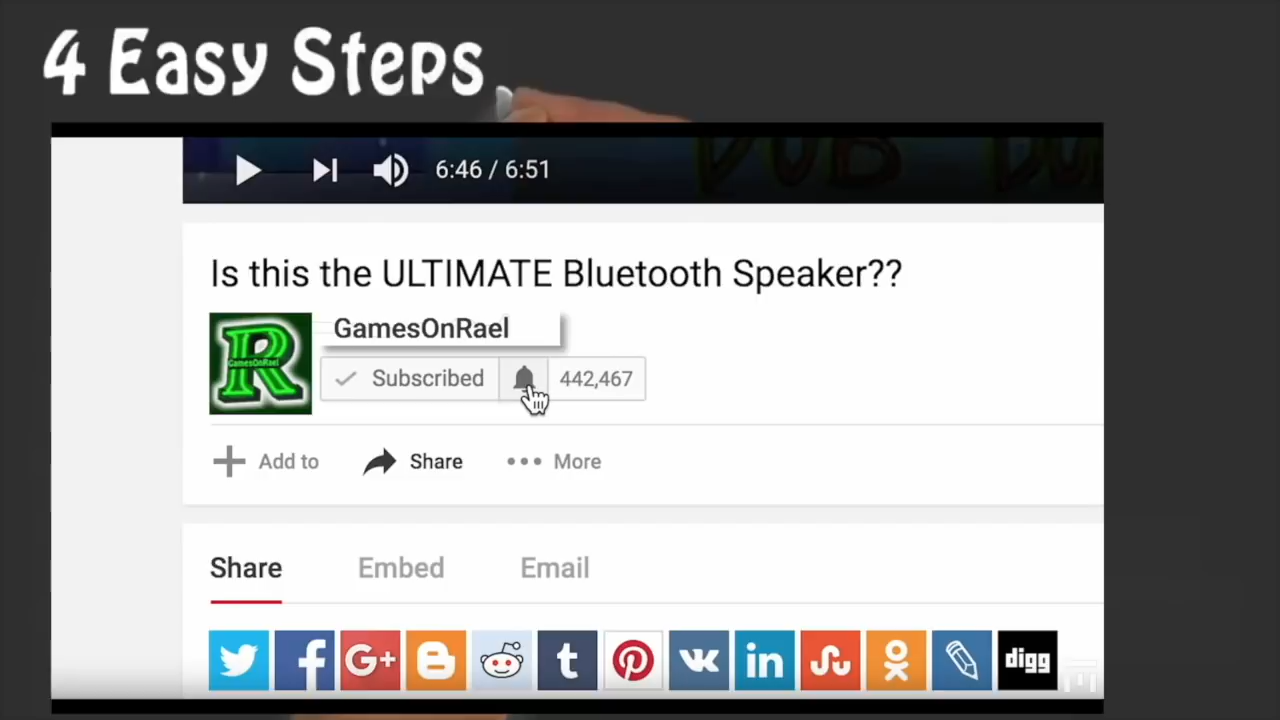 4 Easy Steps
6:46 / 6:51
Is this the ULTIMATE Bluetooth Speaker??
GamesOnRael
GamesOnRael
Subscribed 442,467
Add to Share More
Share Embed Email
digg